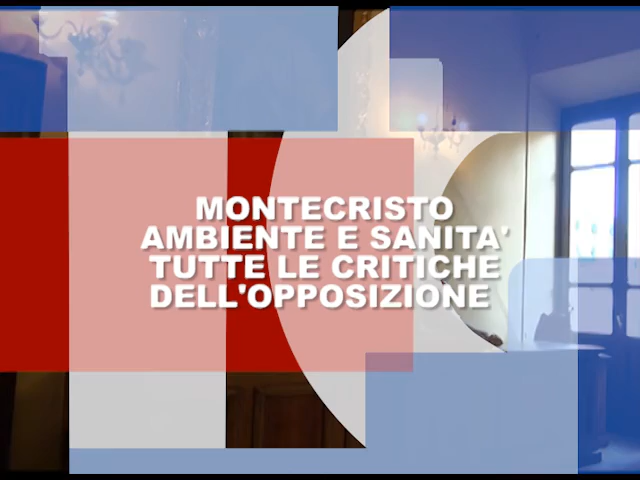 MONTECRISTO
AMBIENTE E SANITA'
TUTTE LE CRITICHE
DELL'OPPOSIZIONE